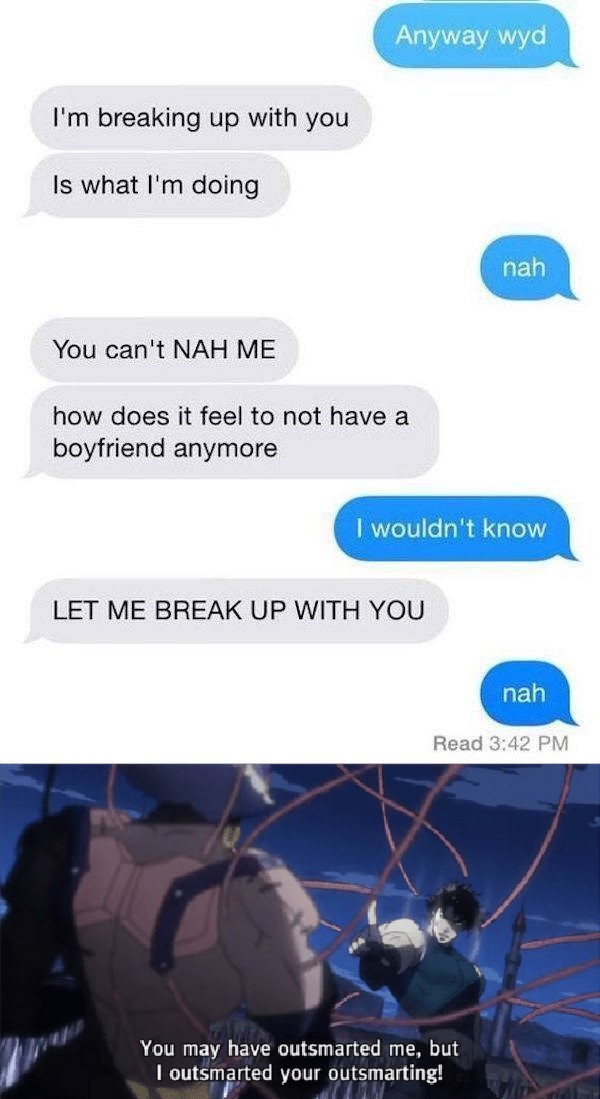 Anyway wyd
I'm breaking up with you
Is what I'm doing
nah
You can't NAH ME
how does it feel to not have a
boyfriend anymore
I wouldn't know
LET ME BREAK UP WITH YOU
nah
Read 3:42 PM
You may have outsmarted me, but
I outsmarted your outsmarting!